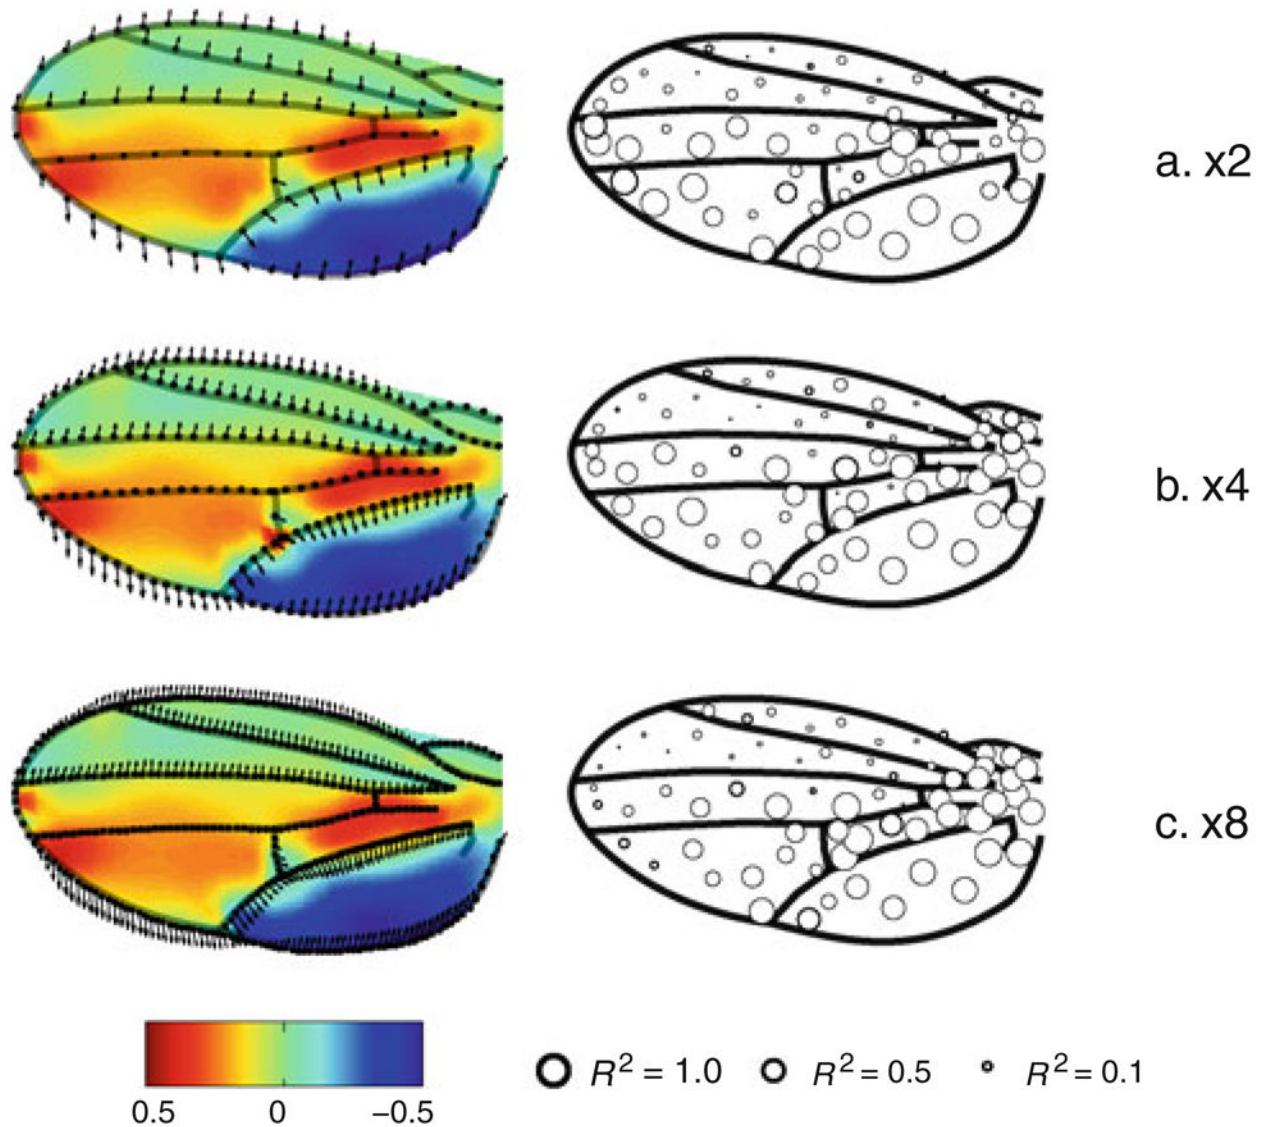 a. x2
b. x4
c. x8
0.5 0 −0.5
R² = 1.0 R² = 0.5 R² = 0.1